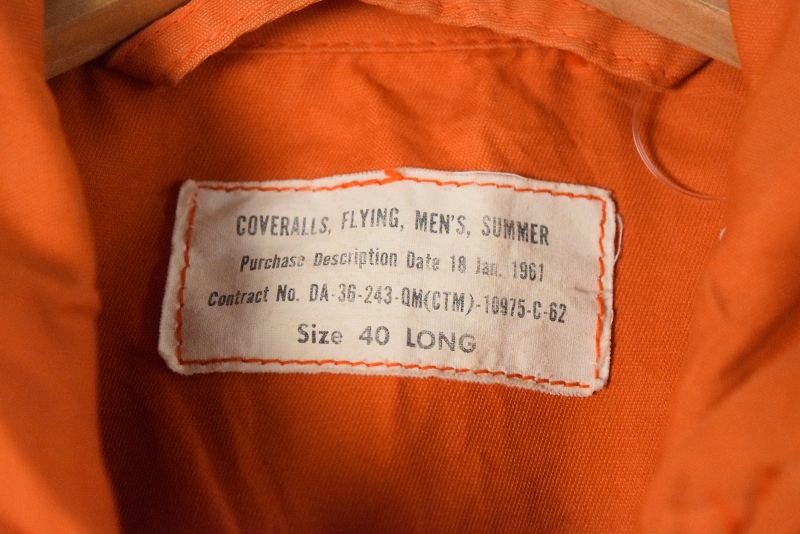 COVERALLS, FLYING, MEN'S, SUMMER
Purchase Description Date 18 Jan. 1961
Contract No. DA-36-243-QM(CTM)-10975-C-62
Size 40 LONG